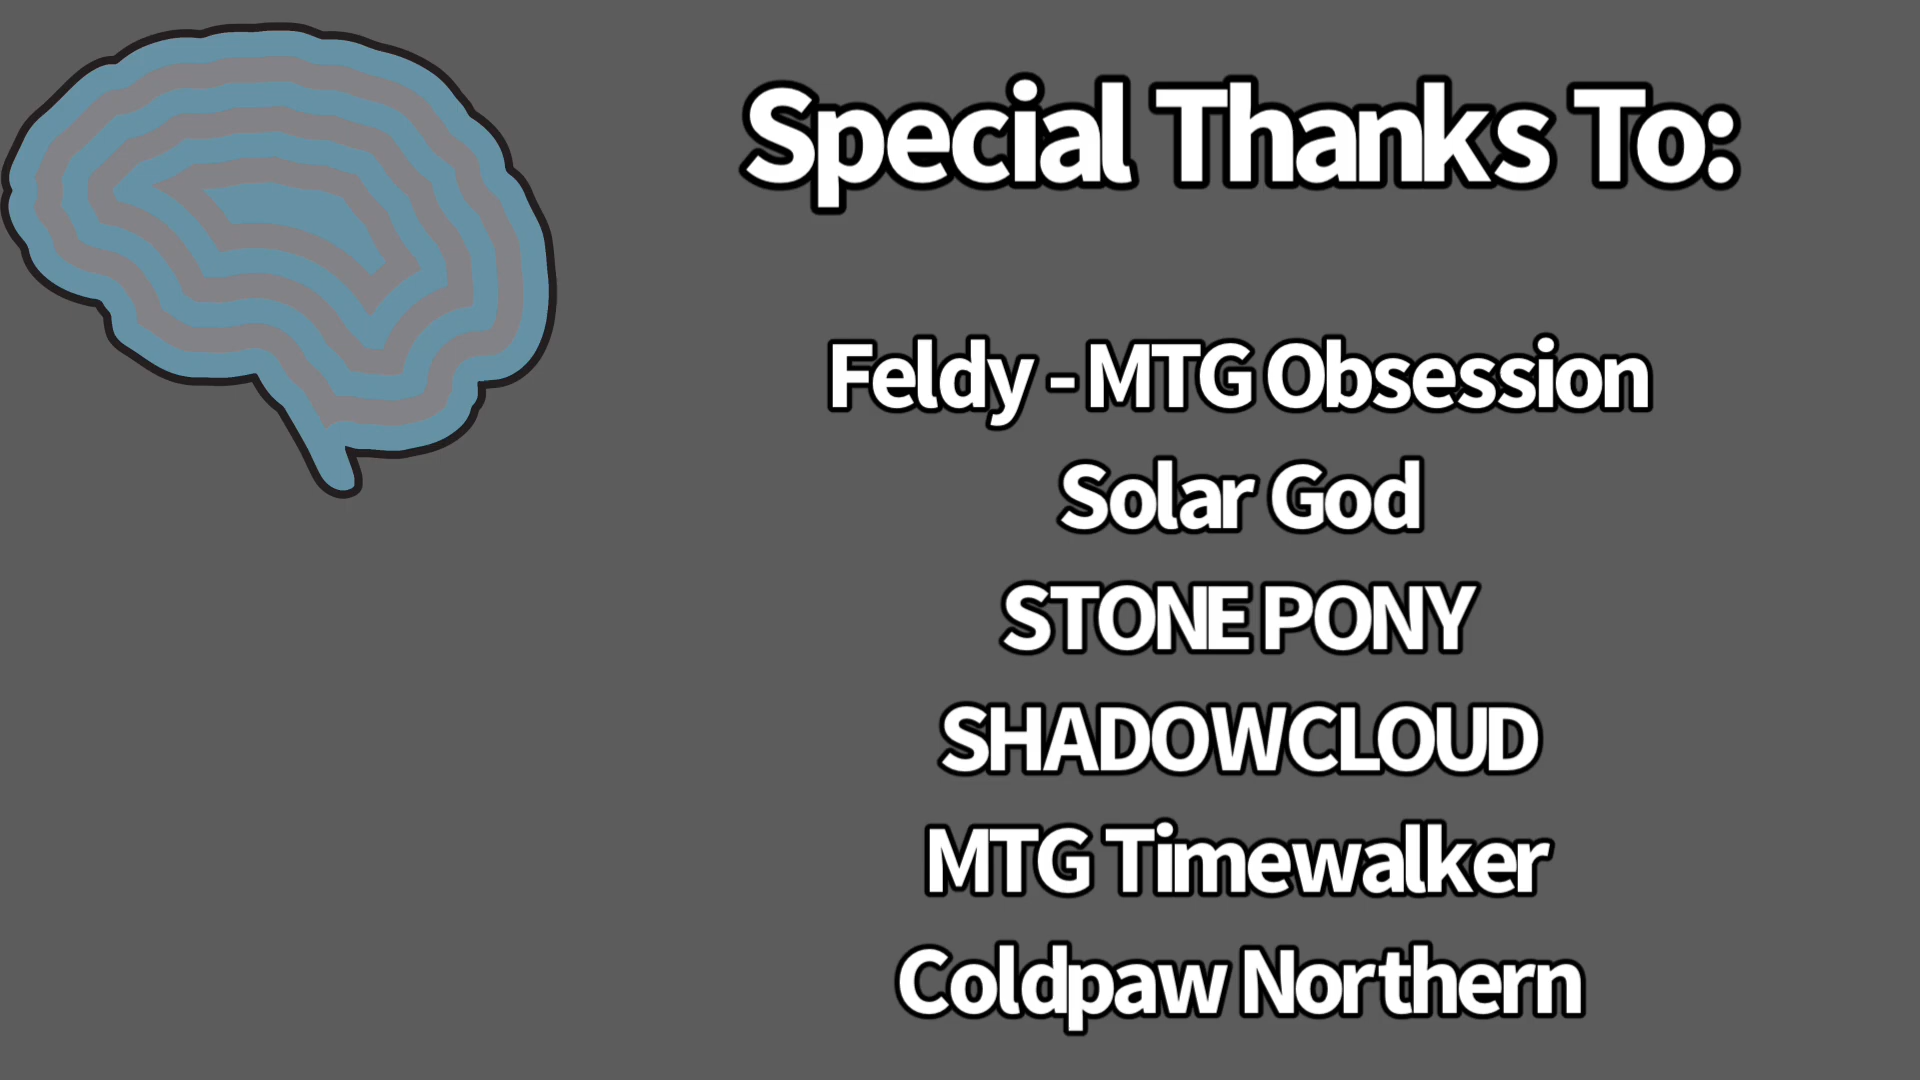 Special Thanks To:
Feldy - MTG Obsession
Solar God
STONE PONY
SHADOWCLOUD
MTG Timewalker
Coldpaw Northern